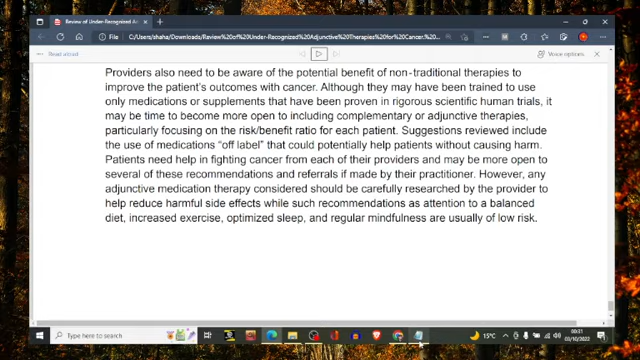 Review of Under-Recognized Adj
File
C:/Users/shaha/Downloads/Review%20of%20Under-Recognized%20Adjunctive%20Therapies%20for%20Cancer.%20...
Read aloud
Voice options
Providers also need to be aware of the potential benefit of non-traditional therapies to
improve the patient's outcomes with cancer. Although they may have been trained to use
only medications or supplements that have been proven in rigorous scientific human trials, it
may be time to become more open to including complementary or adjunctive therapies,
particularly focusing on the risk/benefit ratio for each patient. Suggestions reviewed include
the use of medications "off label" that could potentially help patients without causing harm.
Patients need help in fighting cancer from each of their providers and may be more open to
several of these recommendations and referrals if made by their practitioner. However, any
adjunctive medication therapy considered should be carefully researched by the provider to
help reduce harmful side effects while such recommendations as attention to a balanced
diet, increased exercise, optimized sleep, and regular mindfulness are usually of low risk.
Type here to search
15°C
00:31
03/10/2022